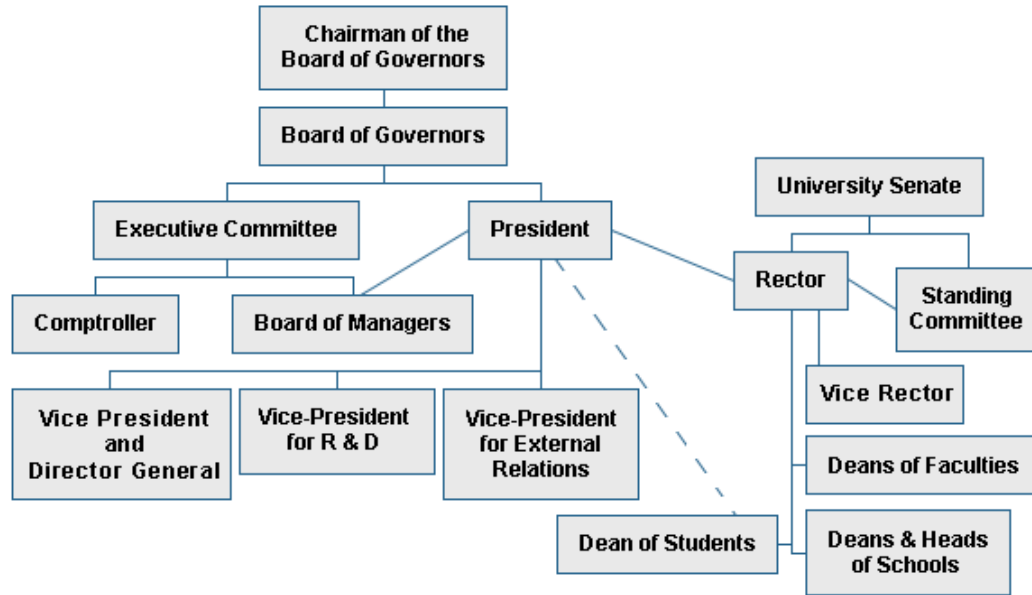 Chairman of the
Board of Governors
Board of Governors
University Senate
Executive Committee
President
Rector
Standing
Committee
Comptroller
Board of Managers
Vice Rector
Vice President
and
Director General
Vice-President
for R & D
Vice-President
for External
Relations
Deans of Faculties
Dean of Students
Deans & Heads
of Schools